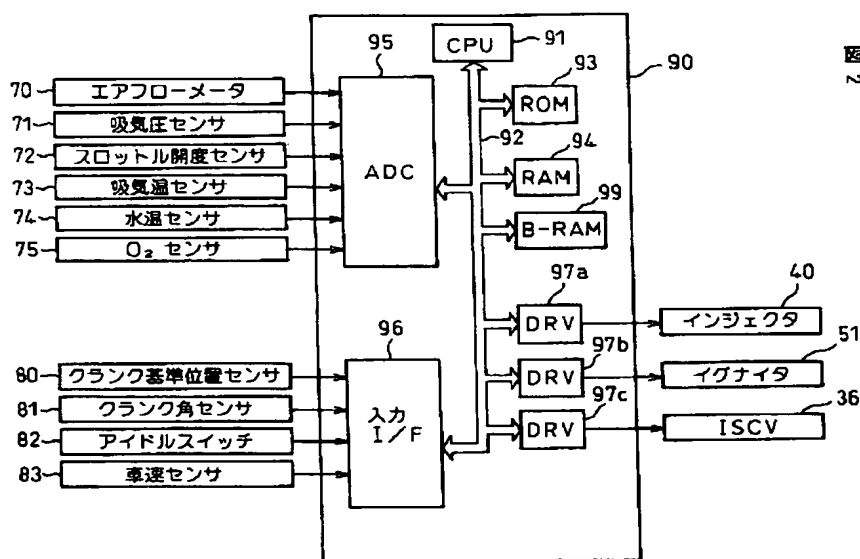 図2
CPU
91
90
95
93
ROM
92
94
RAM
99
B-RAM
ADC
70
エアフローメータ
71
吸気圧センサ
72
スロットル開度センサ
73
吸気温センサ
74
水温センサ
75
O₂ センサ
97a
DRV
40
インジェクタ
97b
DRV
51
イグナイタ
97c
DRV
36
ISCV
96
入力
I/F
80
クランク基準位置センサ
81
クランク角センサ
82
アイドルスイッチ
83
車速センサ